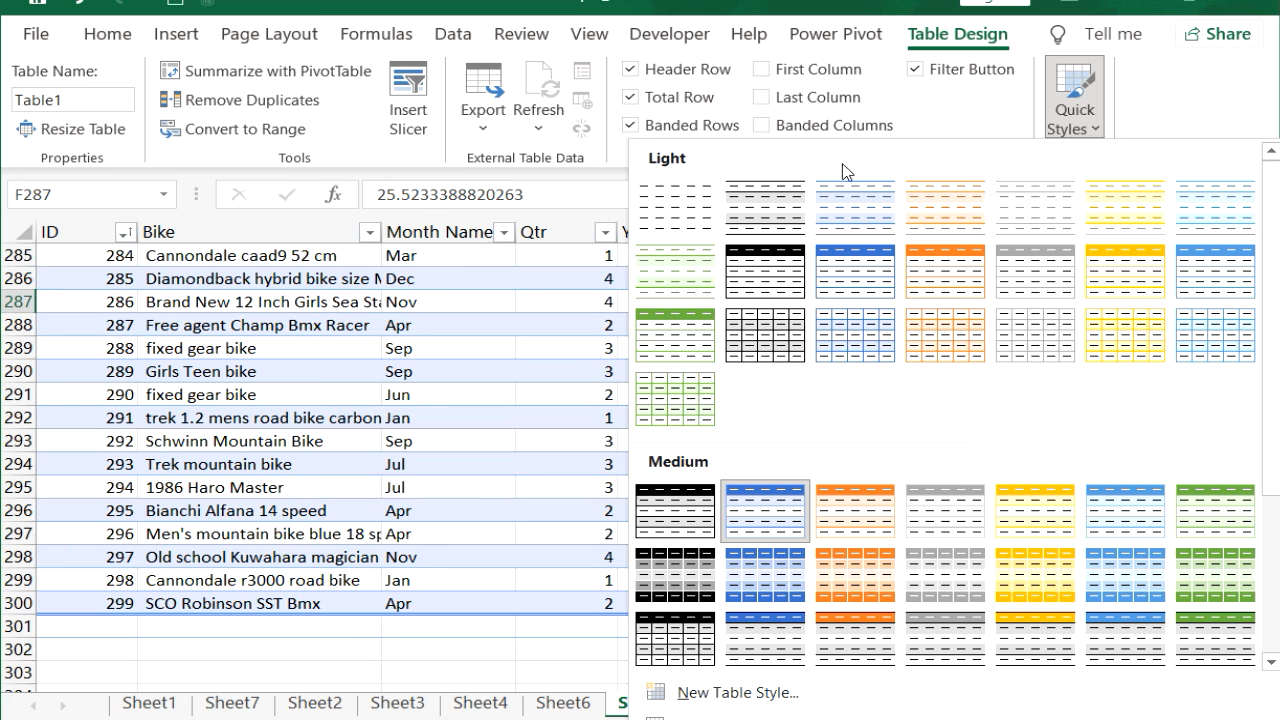 File Home Insert Page Layout Formulas Data Review View Developer Help Power Pivot Table Design Tell me Share
Table Name:
Table1
Resize Table
Properties
Summarize with PivotTable
Remove Duplicates
Convert to Range
Insert
Slicer
Tools
Export Refresh
External Table Data
Header Row First Column Filter Button
Total Row Last Column
Banded Rows Banded Columns
Quick
Styles
F287 fx 25.5233388820263
ID Bike Month Name Qtr
285 284 Cannondale caad9 52 cm Mar 1
286 285 Diamondback hybrid bike size Dec 4
287 286 Brand New 12 Inch Girls Sea Nov 4
288 287 Free agent Champ Bmx Racer Apr 2
289 288 fixed gear bike Sep 3
290 289 Girls Teen bike Sep 3
291 290 fixed gear bike Jun 2
292 291 trek 1.2 mens road bike carbon Jan 1
293 292 Schwinn Mountain Bike Sep 3
294 293 Trek mountain bike Jul 3
295 294 1986 Haro Master Jul 3
296 295 Bianchi Alfana 14 speed Apr 2
297 296 Men's mountain bike blue 18 Apr 2
298 297 Old school Kuwahara magician Nov 4
299 298 Cannondale r3000 road bike Jan 1
300 299 SCO Robinson SST Bmx Apr 2
301
302
303
Light
Medium
New Table Style...
Sheet1 Sheet7 Sheet2 Sheet3 Sheet4 Sheet6